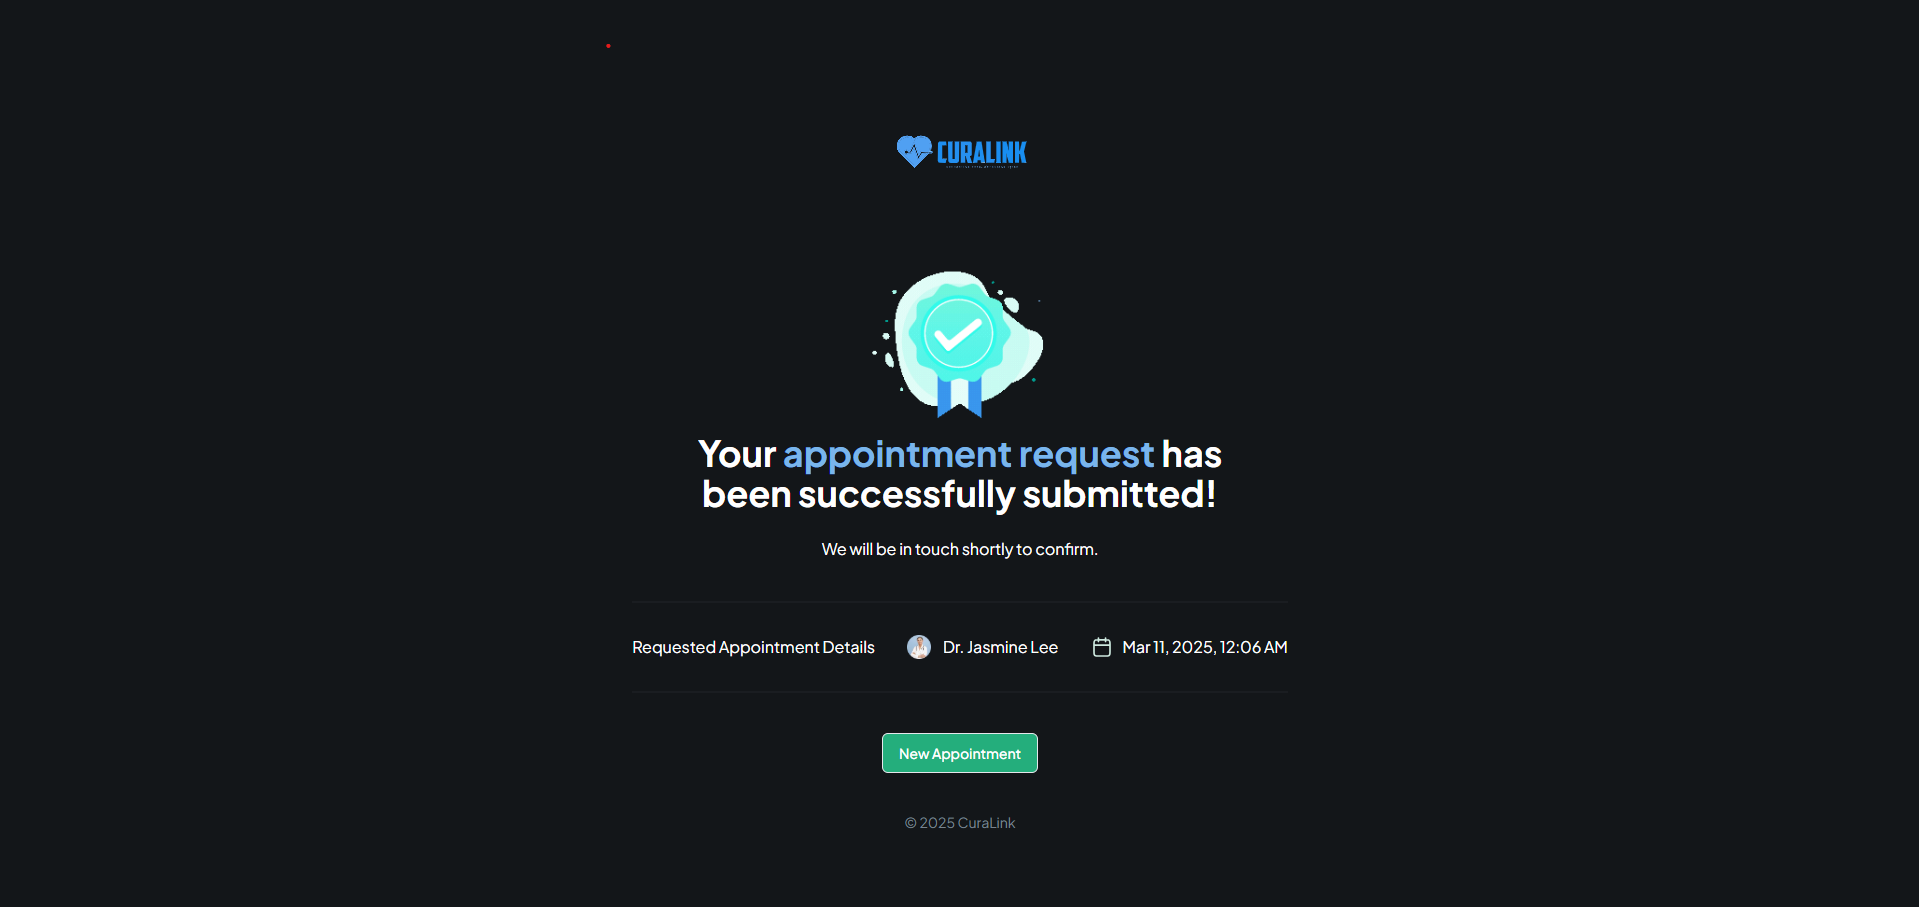 CURALINK
Your appointment request has
been successfully submitted!
We will be in touch shortly to confirm.
Requested Appointment Details Dr. Jasmine Lee Mar 11, 2025, 12:06 AM
New Appointment
© 2025 CuraLink